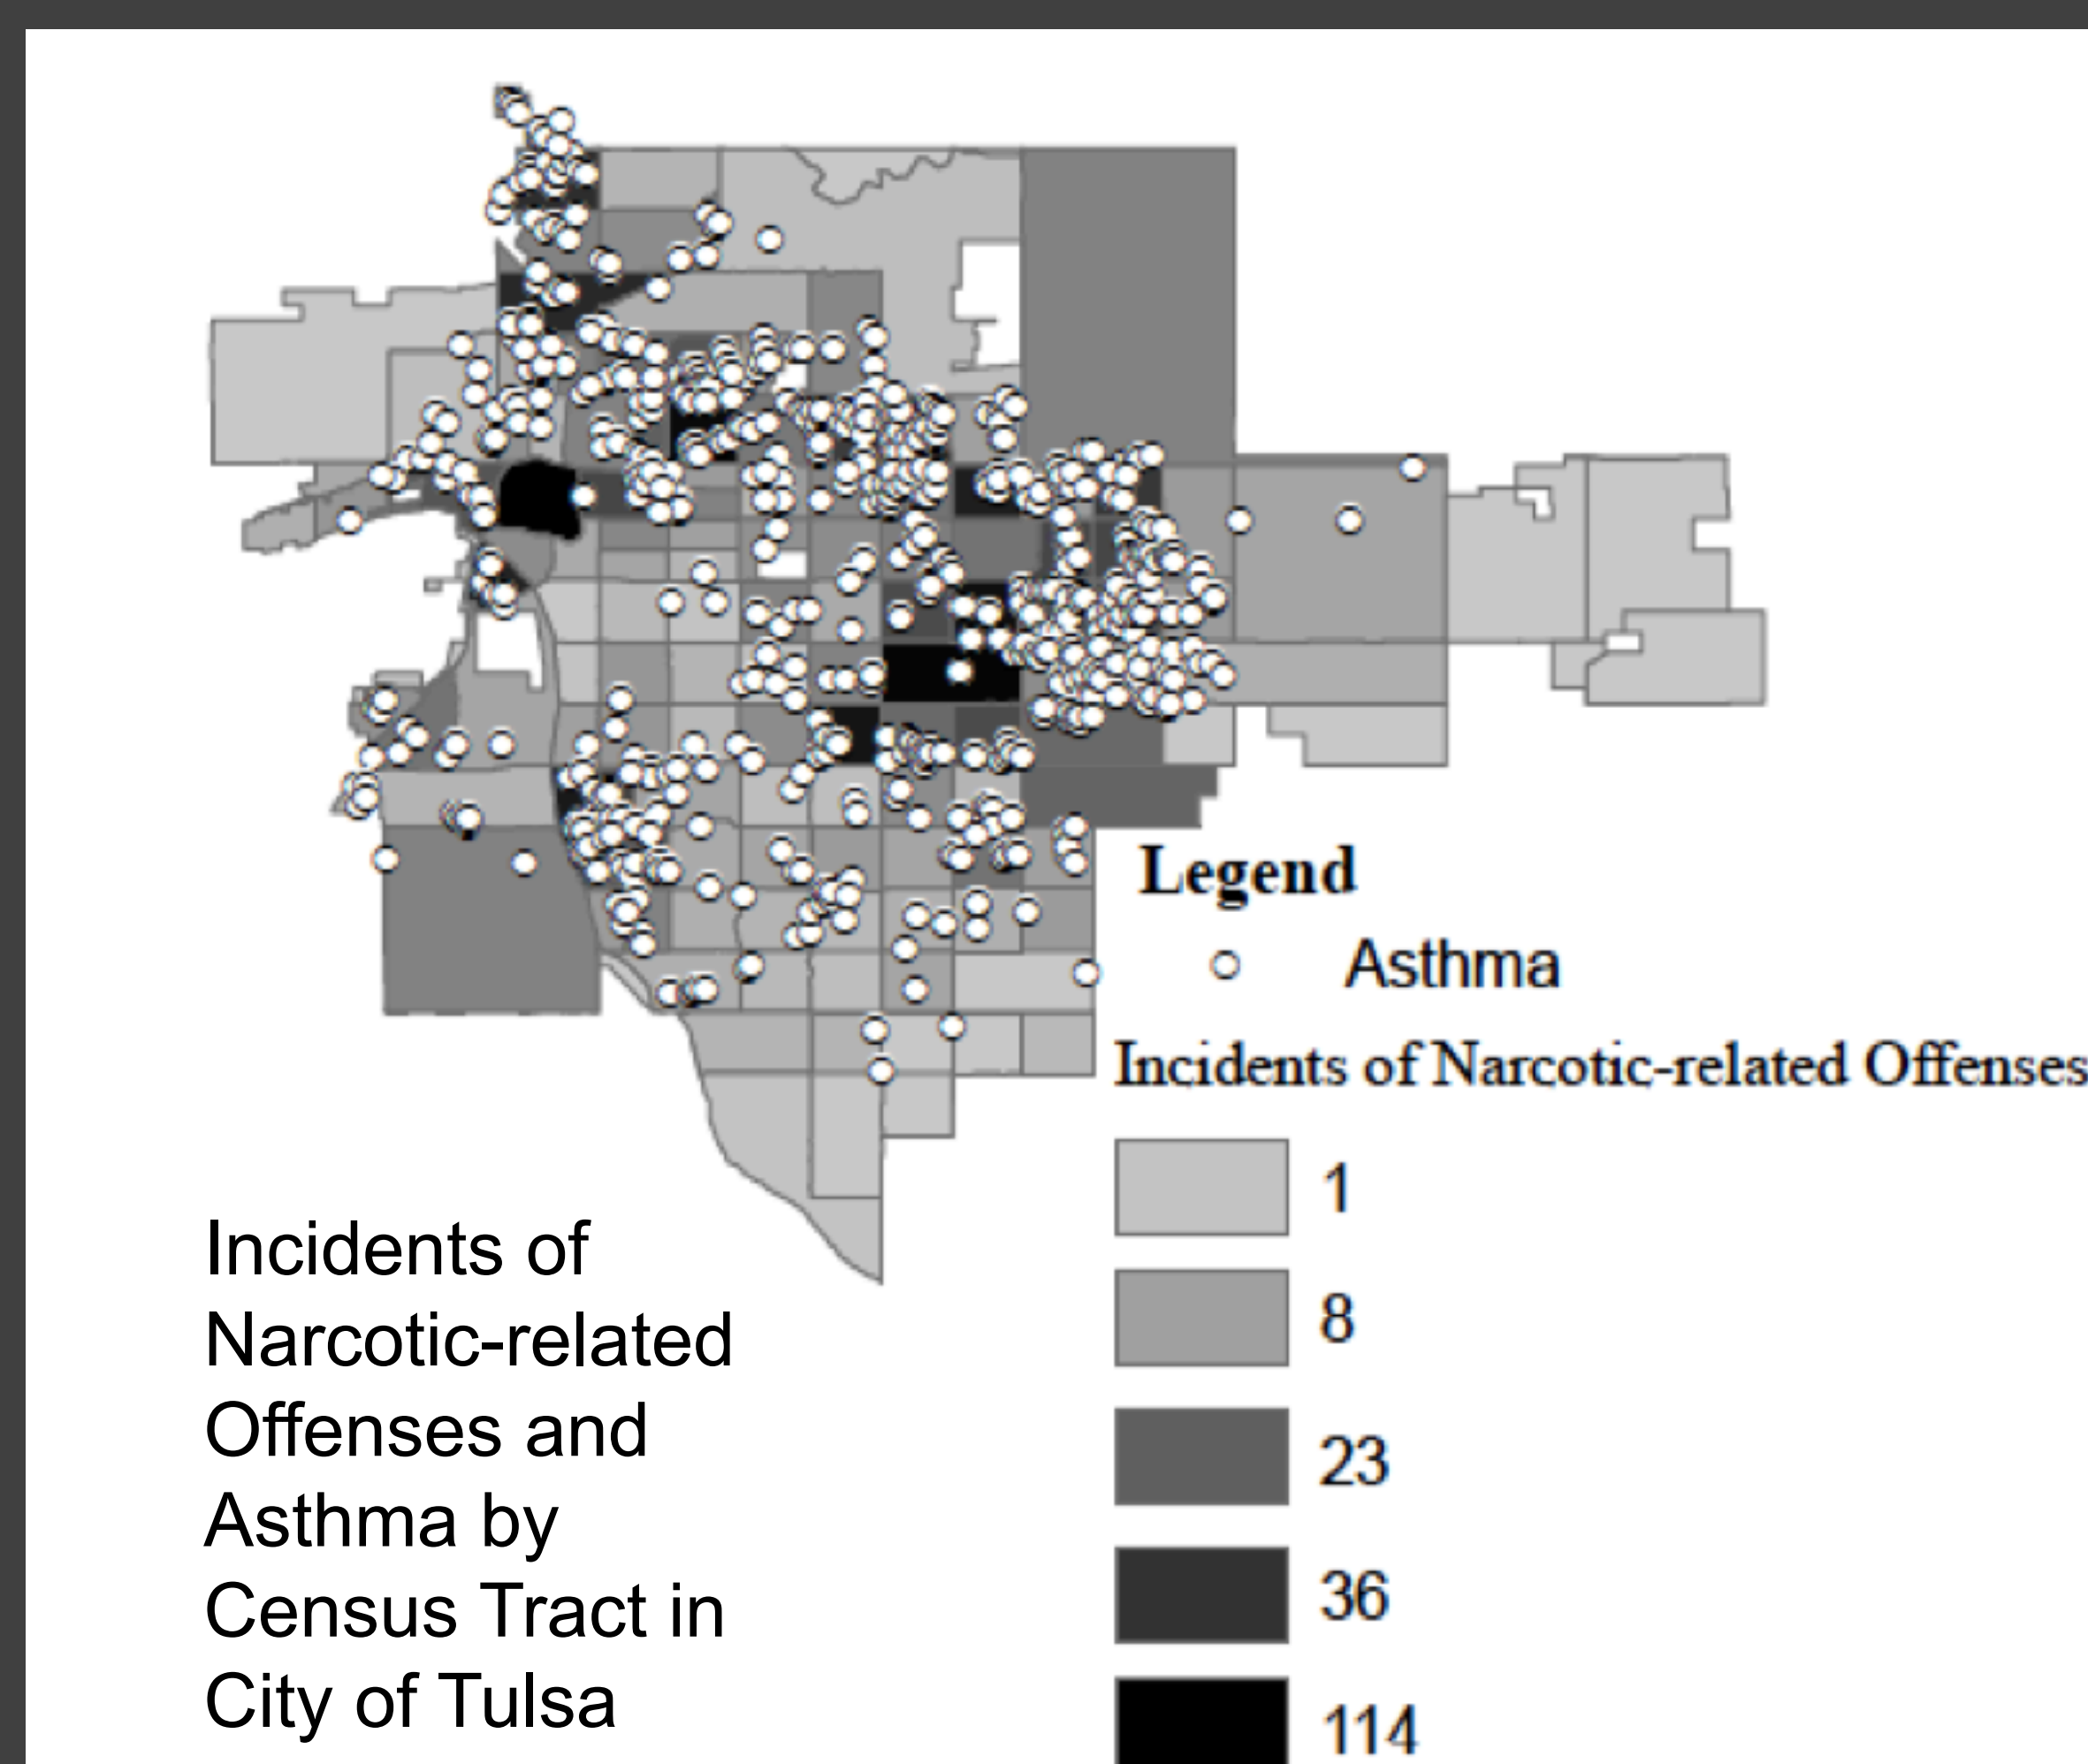 Legend
Asthma
Incidents of Narcotic-related Offenses
1
8
23
36
114
Incidents of
Narcotic-related
Offenses and
Asthma by
Census Tract in
City of Tulsa